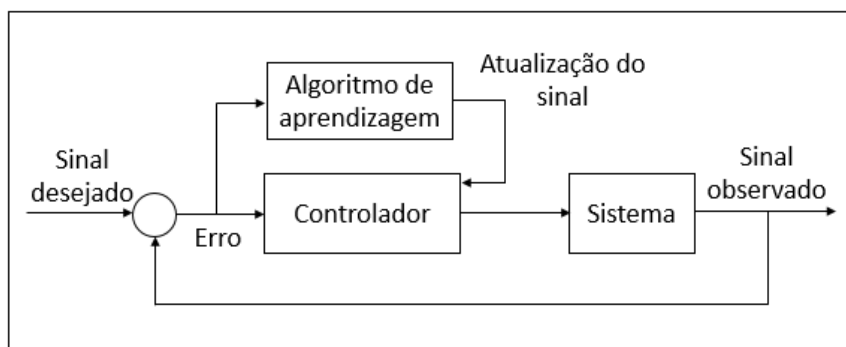 Algoritmo de
aprendizagem
Atualização do
sinal
Sinal
desejado
Erro
Controlador
Sistema
Sinal
observado